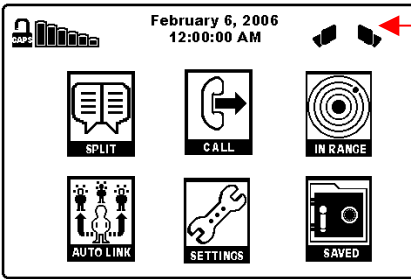 February 6, 2006
CAPS
12:00:00 AM
SPLIT
CALL
IN RANGE
AUTO LINK
SETTINGS
SAVED